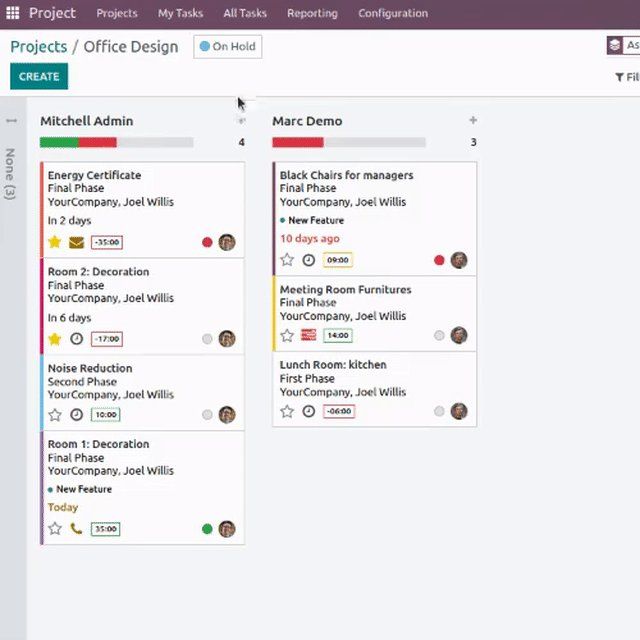 Project
Projects
My Tasks
All Tasks
Reporting
Configuration
Projects / Office Design
On Hold
As
CREATE
Fil
None (3)
Mitchell Admin
4
Energy Certificate
Final Phase
YourCompany, Joel Willis
In 2 days
-35:00
Room 2: Decoration
Final Phase
YourCompany, Joel Willis
In 6 days
-17:00
Noise Reduction
Second Phase
YourCompany, Joel Willis
10:00
Room 1: Decoration
Final Phase
YourCompany, Joel Willis
New Feature
Today
35:00
Marc Demo
3
Black Chairs for managers
Final Phase
YourCompany, Joel Willis
New Feature
10 days ago
09:00
Meeting Room Furnitures
Final Phase
YourCompany, Joel Willis
14:00
Lunch Room: kitchen
First Phase
YourCompany, Joel Willis
-06:00